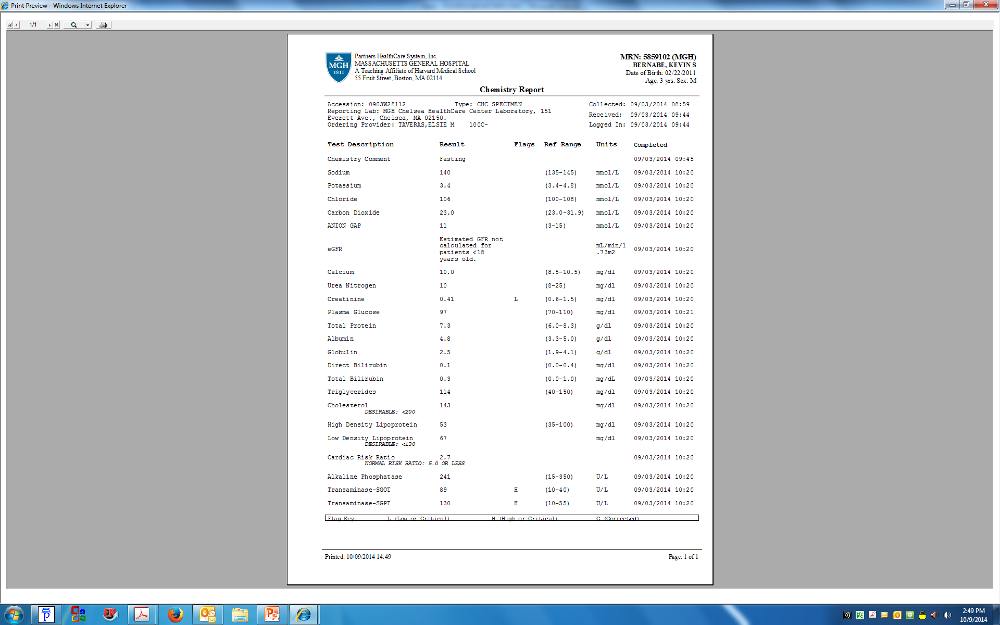 Print Preview - Windows Internet Explorer
1/1
MGH
1811
Partners HealthCare System, Inc.
MASSACHUSETTS GENERAL HOSPITAL
A Teaching Affiliate of Harvard Medical School
55 Fruit Street, Boston, MA 02114
MRN: 5859102 (MGH)
BERNABE, KEVIN S
Date of Birth: 02/22/2011
Age: 3 yrs. Sex: M
Chemistry Report
Accession: 0903W28112 Type: CHC SPECIMEN Collected: 09/03/2014 08:59
Reporting Lab: MGH Chelsea HealthCare Center Laboratory, 151
Everett Ave., Chelsea, MA 02150.
Received: 09/03/2014 09:44
Ordering Provider: TAVERAS,ELSIE M 100C- Logged In: 09/03/2014 09:44
Test Description Result Flags Ref Range Units Completed
Chemistry Comment Fasting 09/03/2014 09:45
Sodium 140 (135-145) mmol/L 09/03/2014 10:20
Potassium 3.4 (3.4-4.8) mmol/L 09/03/2014 10:20
Chloride 106 (100-108) mmol/L 09/03/2014 10:20
Carbon Dioxide 23.0 (23.0-31.9) mmol/L 09/03/2014 10:20
ANION GAP 11 (3-15) mmol/L 09/03/2014 10:20
eGFR
Estimated GFR not
calculated for
patients <18
years old.
mL/min/1
.73m2
09/03/2014 10:20
Calcium 10.0 (8.5-10.5) mg/dl 09/03/2014 10:20
Urea Nitrogen 10 (8-25) mg/dl 09/03/2014 10:20
Creatinine 0.41 L (0.6-1.5) mg/dl 09/03/2014 10:20
Plasma Glucose 97 (70-110) mg/dl 09/03/2014 10:21
Total Protein 7.3 (6.0-8.3) g/dl 09/03/2014 10:20
Albumin 4.8 (3.3-5.0) g/dl 09/03/2014 10:20
Globulin 2.5 (1.9-4.1) g/dl 09/03/2014 10:20
Direct Bilirubin 0.1 (0.0-0.4) mg/dl 09/03/2014 10:20
Total Bilirubin 0.3 (0.0-1.0) mg/dL 09/03/2014 10:20
Triglycerides 114 (40-150) mg/dl 09/03/2014 10:20
Cholesterol 143 mg/dl 09/03/2014 10:20
DESIRABLE: <200
High Density Lipoprotein 53 (35-100) mg/dl 09/03/2014 10:20
Low Density Lipoprotein 67 mg/dl 09/03/2014 10:20
DESIRABLE: <130
Cardiac Risk Ratio 2.7 09/03/2014 10:20
NORMAL RISK RATIO: 5.0 OR LESS
Alkaline Phosphatase 241 (15-350) U/L 09/03/2014 10:20
Transaminase-SGOT 89 H (10-40) U/L 09/03/2014 10:20
Transaminase-SGPT 130 H (10-55) U/L 09/03/2014 10:20
Flag Key: L (Low or Critical) H (High or Critical) C (Corrected)
Printed: 10/09/2014 14:49 Page: 1 of 1
2:49 PM
10/9/2014